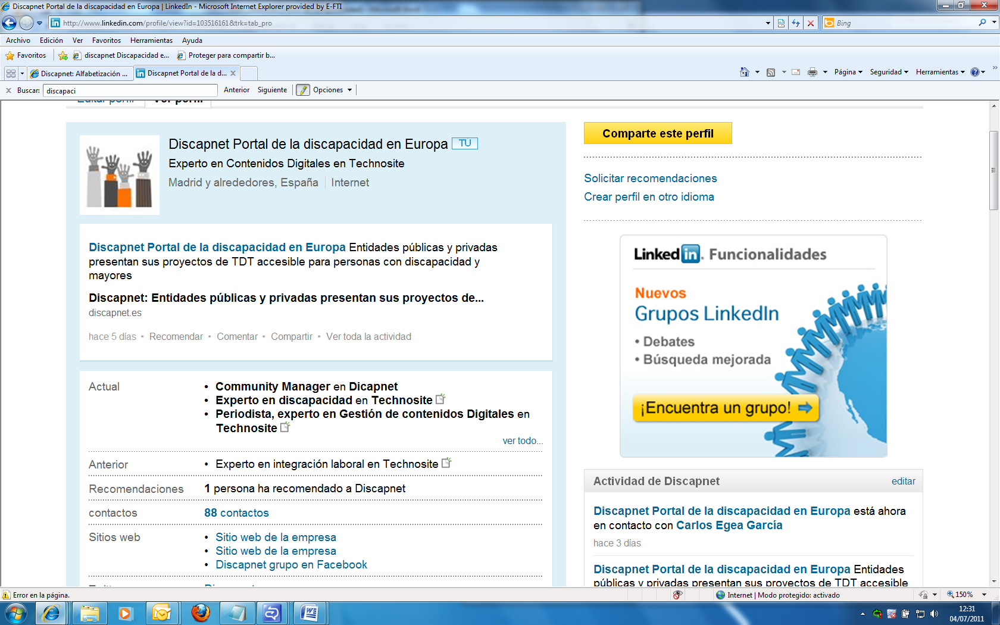 Discapnet Portal de la discapacidad en Europa | LinkedIn - Microsoft Internet Explorer provided by E-FTI
http://www.linkedin.com/profile/view?id=103516161&trk=tab_pro
Bing
Archivo Edición Ver Favoritos Herramientas Ayuda
Favoritos discapnet Discapacidad e... Proteger para compartir b...
Discapnet: Alfabetización ... Discapnet Portal de la d... Página Seguridad Herramientas
Buscar: discapaci Anterior Siguiente Opciones
Editar perfil Ver perfil
Discapnet Portal de la discapacidad en Europa TÚ
Experto en Contenidos Digitales en Technosite
Madrid y alrededores, España Internet
Discapnet Portal de la discapacidad en Europa Entidades públicas y privadas
presentan sus proyectos de TDT accesible para personas con discapacidad y
mayores
Discapnet: Entidades públicas y privadas presentan sus proyectos de...
discapnet.es
hace 5 días • Recomendar • Comentar • Compartir • Ver toda la actividad
Actual
• Community Manager en Dicapnet
• Experto en discapacidad en Technosite
• Periodista, experto en Gestión de contenidos Digitales en
Technosite
ver todo...
Anterior • Experto en integración laboral en Technosite
Recomendaciones 1 persona ha recomendado a Discapnet
contactos 88 contactos
Sitios web • Sitio web de la empresa
• Sitio web de la empresa
• Discapnet grupo en Facebook
Comparte este perfil
Solicitar recomendaciones
Crear perfil en otro idioma
Linked in. Funcionalidades
Nuevos
Grupos LinkedIn
• Debates
• Búsqueda mejorada
¡Encuentra un grupo!
Actividad de Discapnet editar
Discapnet Portal de la discapacidad en Europa está ahora
en contacto con Carlos Egea García
hace 3 días
Discapnet Portal de la discapacidad en Europa Entidades
públicas y privadas presentan sus proyectos de TDT accesible
Error en la página. Internet | Modo protegido: activado 150%
12:31
04/07/2011